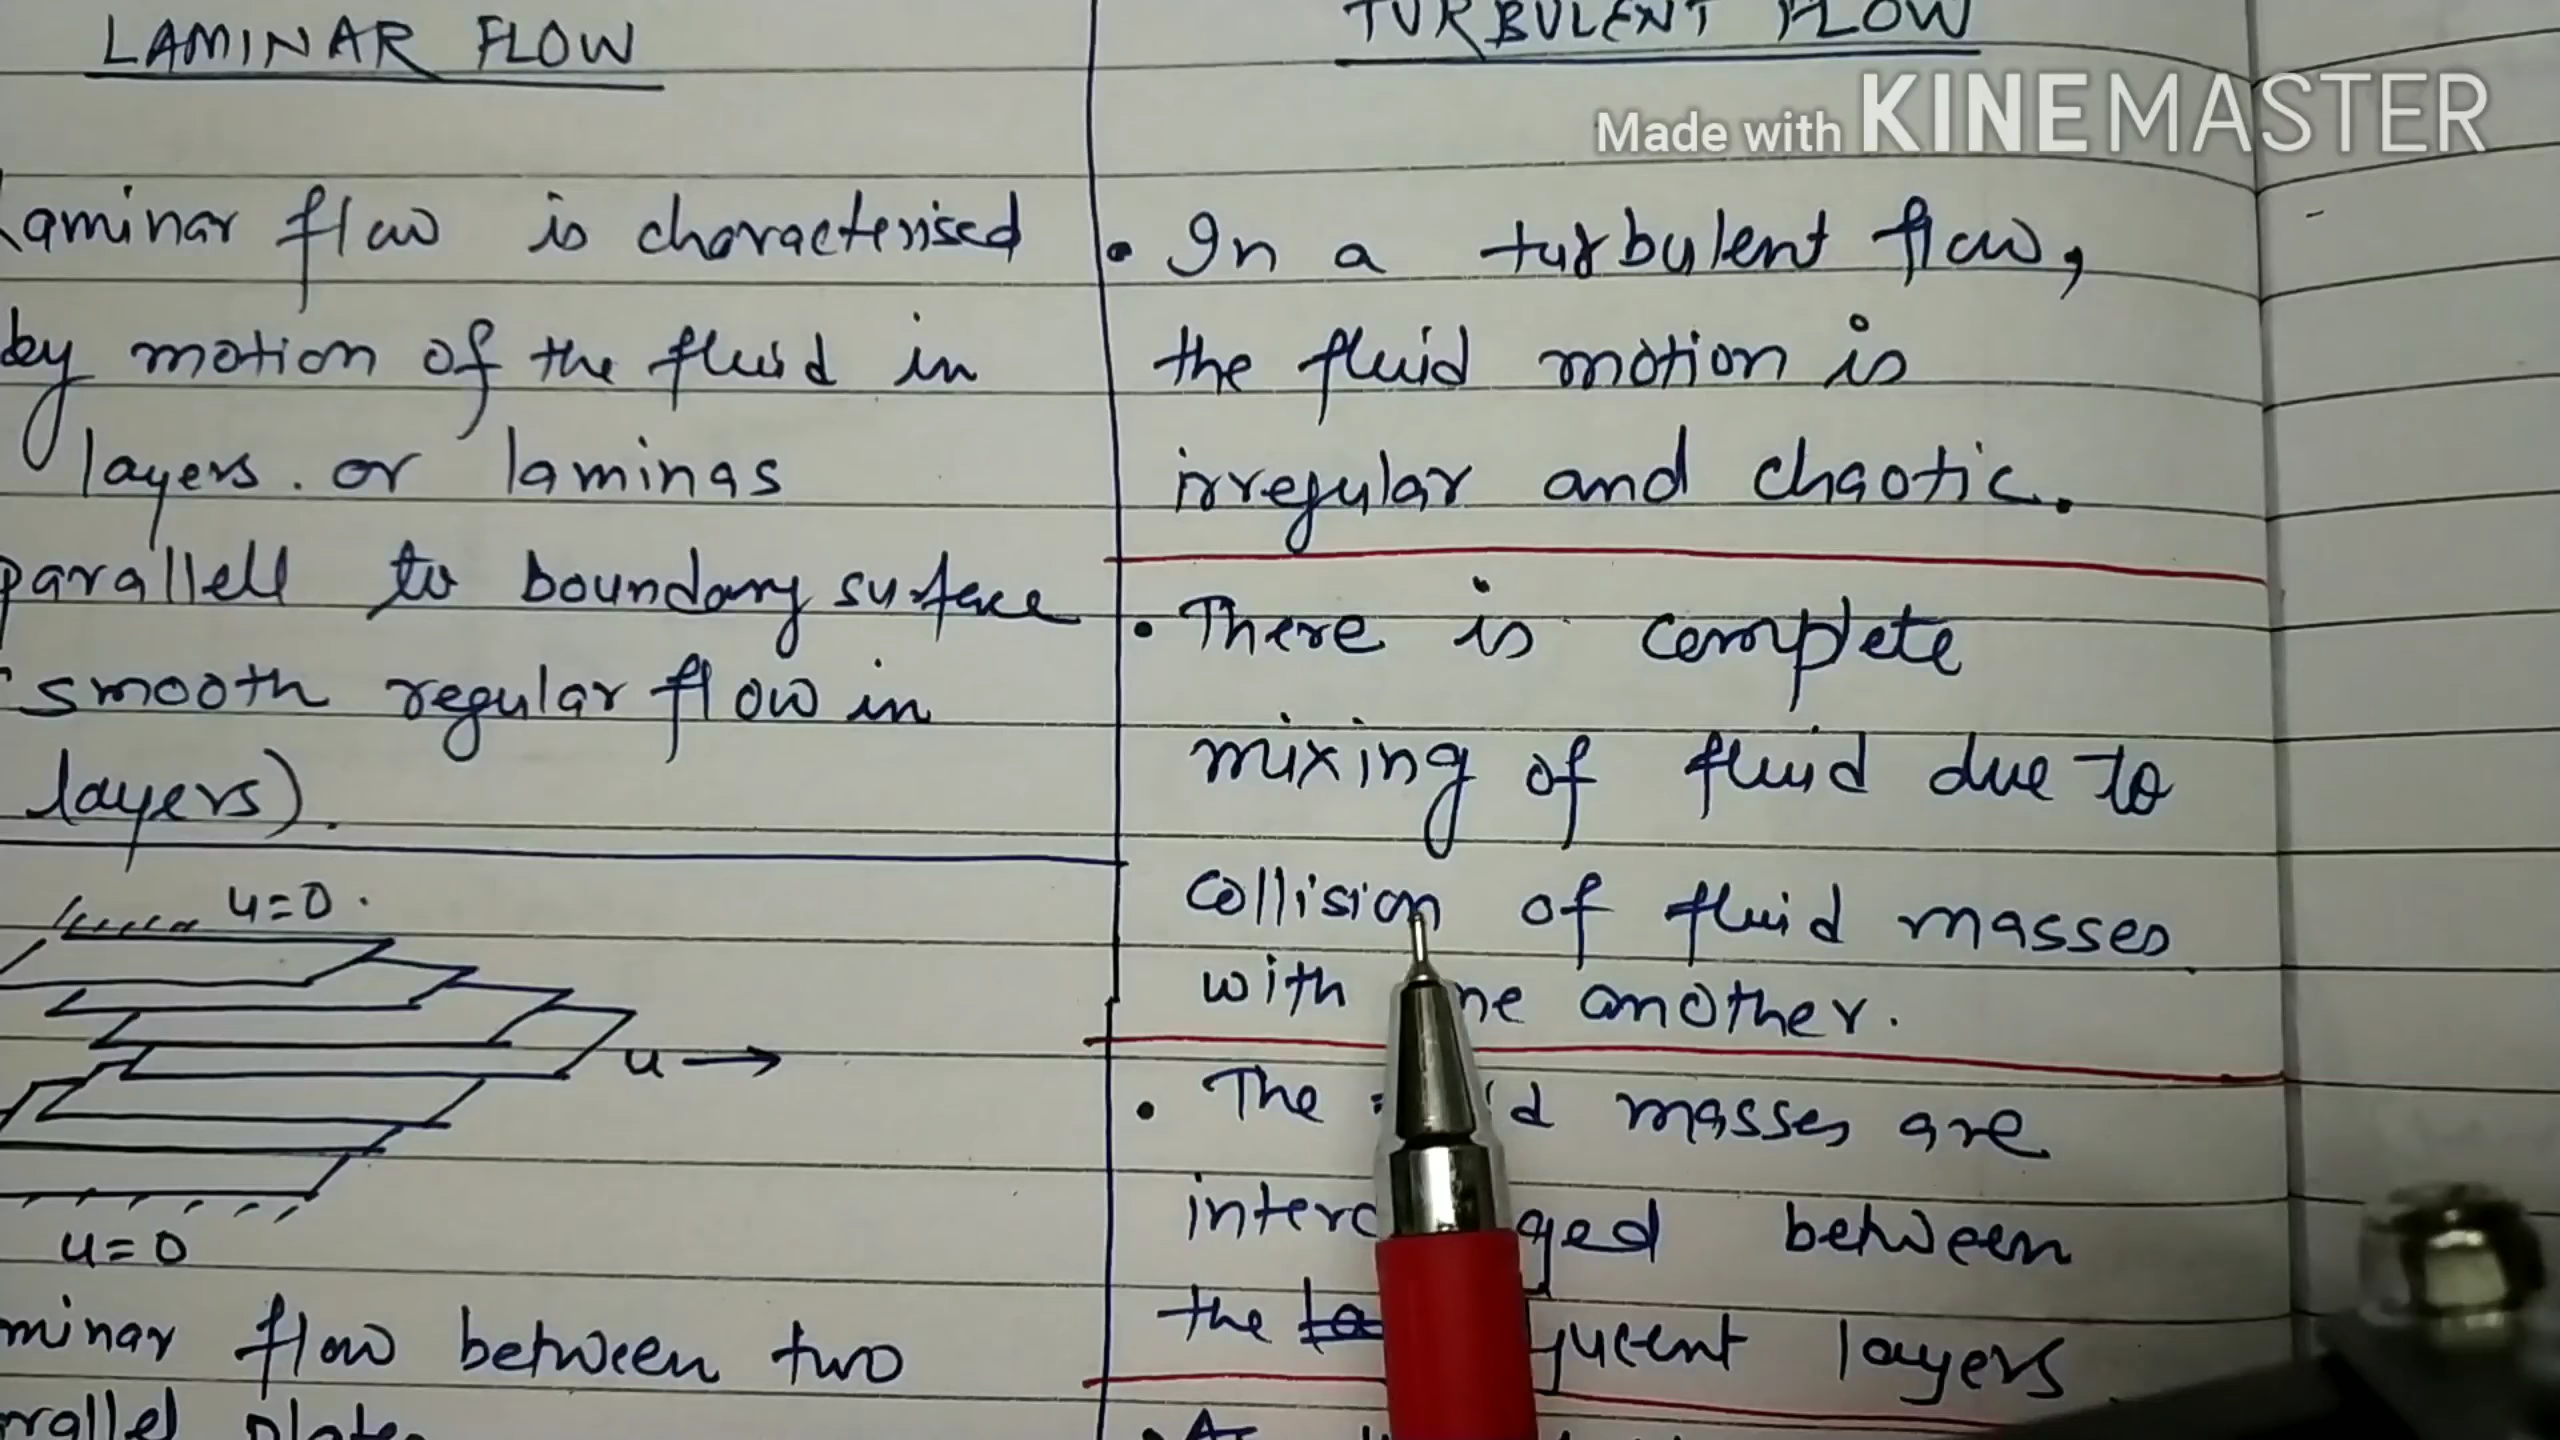 LAMINAR FLOW
Laminar flow is characterised
by motion of the fluid in
layers. or laminas
parallell to boundary surface
smooth regular flow in
layers).
u=0.
u →
u=0
minar flow between two
TURBULENT FLOW
Made with KINEMASTER
• In a turbulent flow,
the fluid motion is
irregular and chaotic.
• There is complete
mixing of fluid due to
collision of fluid masses
with one another.
• The masses are
between
the layers